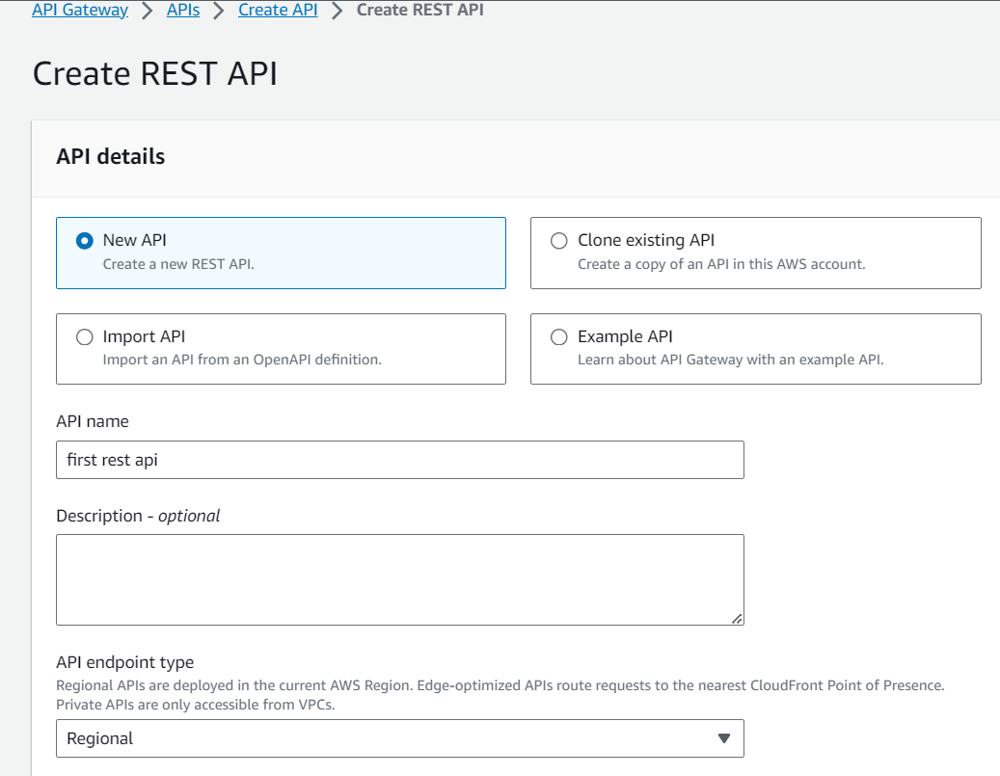 API Gateway > APIs > Create API > Create REST API
Create REST API
API details
New API
Create a new REST API.
Clone existing API
Create a copy of an API in this AWS account.
Import API
Import an API from an OpenAPI definition.
Example API
Learn about API Gateway with an example API.
API name
first rest api
Description - optional
API endpoint type
Regional APIs are deployed in the current AWS Region. Edge-optimized APIs route requests to the nearest CloudFront Point of Presence.
Private APIs are only accessible from VPCs.
Regional